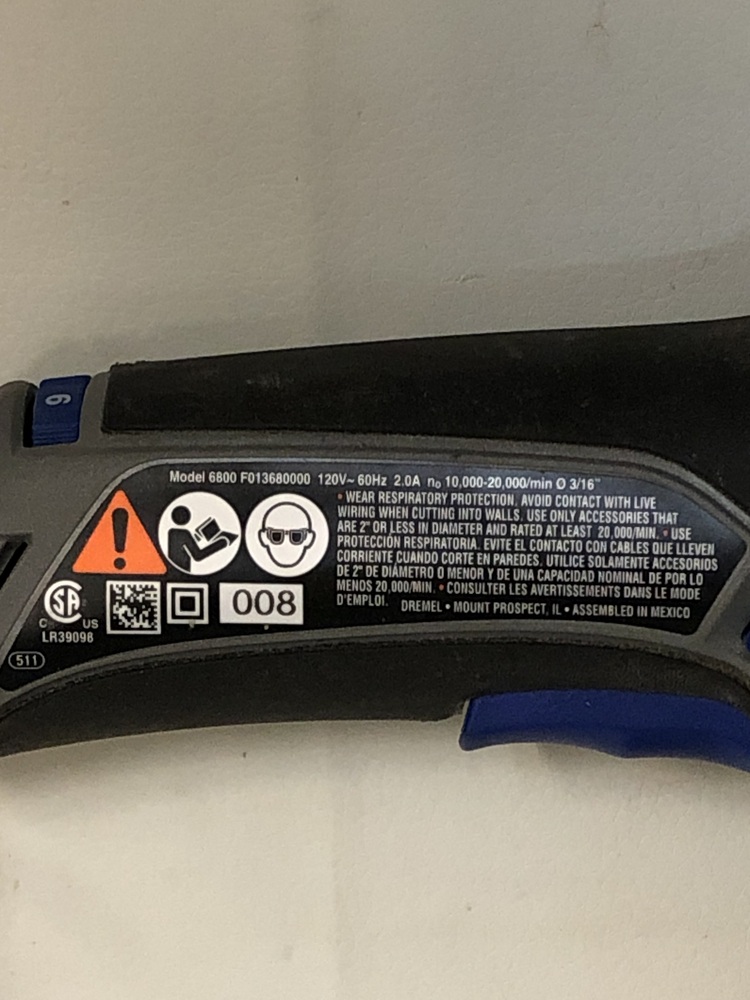 6
Model 6800 F013680000 120V~ 60Hz 2.0A n₀ 10,000-20,000/min Ø 3/16"
• WEAR RESPIRATORY PROTECTION. AVOID CONTACT WITH LIVE
WIRING WHEN CUTTING INTO WALLS. USE ONLY ACCESSORIES THAT
ARE 2" OR LESS IN DIAMETER AND RATED AT LEAST 20,000/MIN. • USE
PROTECCIÓN RESPIRATORIA. EVITE EL CONTACTO CON CABLES QUE LLEVEN
CORRIENTE CUANDO CORTE EN PAREDES. UTILICE SOLAMENTE ACCESORIOS
DE 2" DE DIÁMETRO O MENOR Y DE UNA CAPACIDAD NOMINAL DE POR LO
MENOS 20,000/MIN. • CONSULTER LES AVERTISSEMENTS DANS LE MODE
D'EMPLOI. DREMEL • MOUNT PROSPECT, IL • ASSEMBLED IN MEXICO
SA
C US
LR39096
008
511